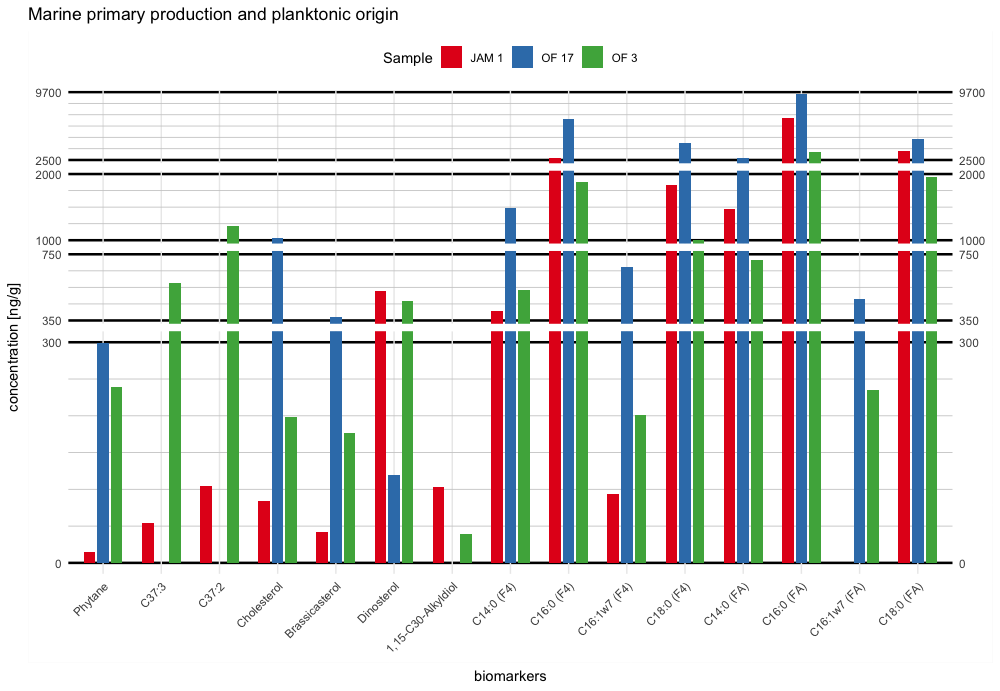 Marine primary production and planktonic origin
Sample JAM 1 OF 17 OF 3
9700 9700
2500 2500
2000 2000
1000 1000
750 750
350 350
300 300
0 0
concentration [ng/g]
Phytane
C37:3
C37:2
Cholesterol
Brassicasterol
Dinosterol
1,15-C30-Alkyldiol
C14:0 (F4)
C16:0 (F4)
C16:1w7 (F4)
C18:0 (F4)
C14:0 (FA)
C16:0 (FA)
C16:1w7 (FA)
C18:0 (FA)
biomarkers